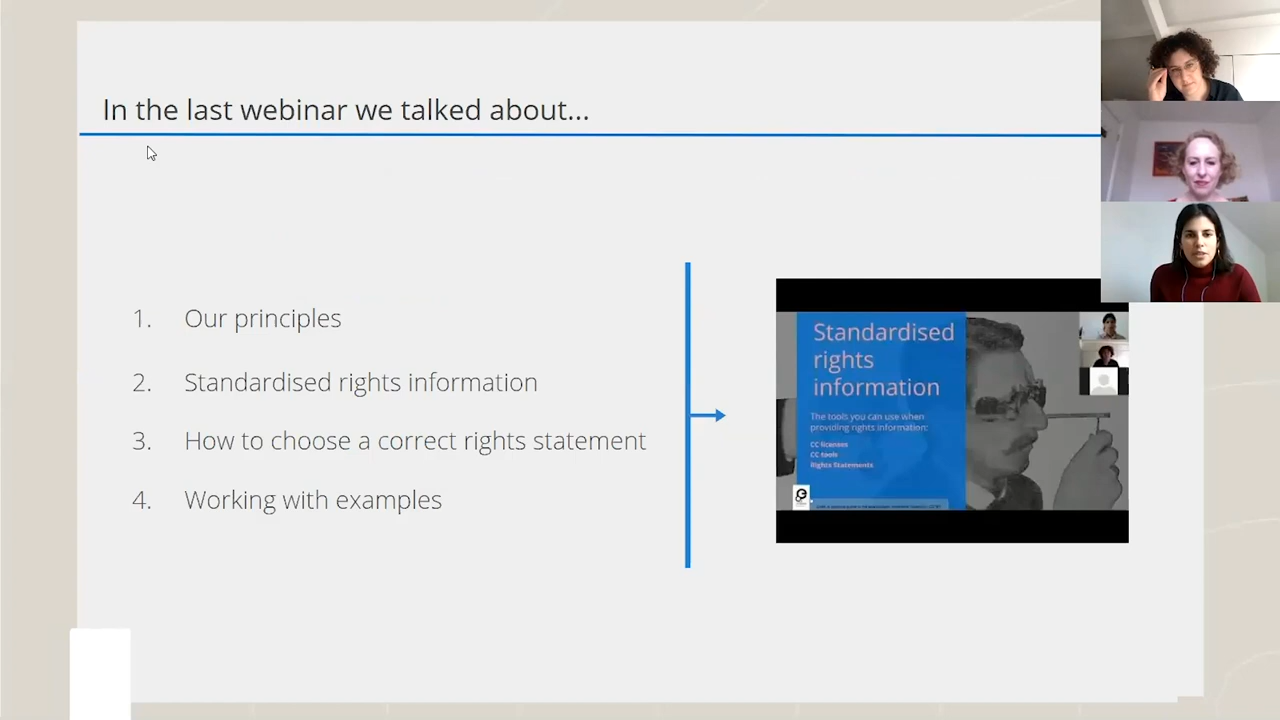 In the last webinar we talked about...
1. Our principles
2. Standardised rights information
3. How to choose a correct rights statement
4. Working with examples
Standardised
rights
information
The tools you can use when
providing rights information:
CC licenses
CC tools
Rights Statements